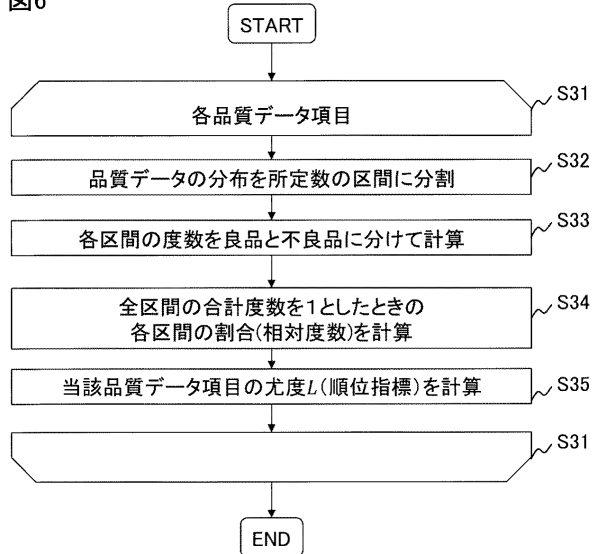 図6
START
各品質データ項目
S31
品質データの分布を所定数の区間に分割
S32
各区間の度数を良品と不良品に分けて計算
S33
全区間の合計度数を1としたときの
各区間の割合(相対度数)を計算
S34
当該品質データ項目の尤度L(順位指標)を計算
S35
S31
END